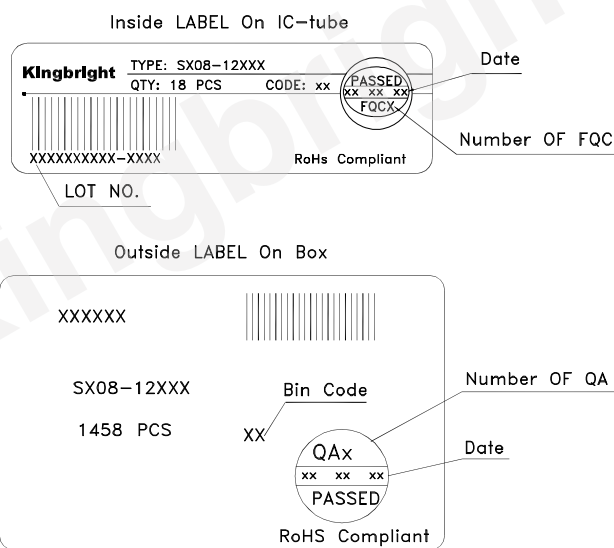 Inside LABEL On IC-tube
Kingbright
TYPE: SX08-12XXX
QTY: 18 PCS CODE: xx
PASSED
xx xx xx
FQCX
XXXXXXXXXX-XXXX
RoHs Compliant
Date
Number OF FQC
LOT NO.
Outside LABEL On Box
XXXXXX
SX08-12XXX
1458 PCS
Bin Code
XX
QAx
xx xx xx
PASSED
RoHS Compliant
Number OF QA
Date
kingbright